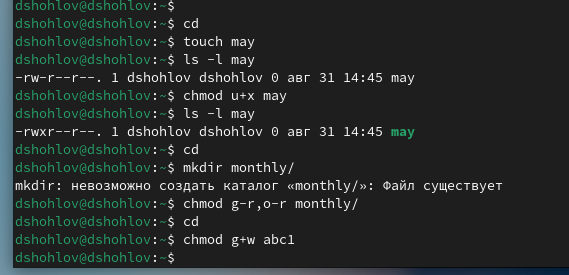 dshohlov@dshohlov:~$
dshohlov@dshohlov:~$ cd
dshohlov@dshohlov:~$ touch may
dshohlov@dshohlov:~$ ls -l may
-rw-r--r--. 1 dshohlov dshohlov 0 авг 31 14:45 may
dshohlov@dshohlov:~$ chmod u+x may
dshohlov@dshohlov:~$ ls -l may
-rwxr--r--. 1 dshohlov dshohlov 0 авг 31 14:45 may
dshohlov@dshohlov:~$ cd
dshohlov@dshohlov:~$ mkdir monthly/
mkdir: невозможно создать каталог «monthly/»: Файл существует
dshohlov@dshohlov:~$ chmod g-r,o-r monthly/
dshohlov@dshohlov:~$ cd
dshohlov@dshohlov:~$ chmod g+w abc1
dshohlov@dshohlov:~$